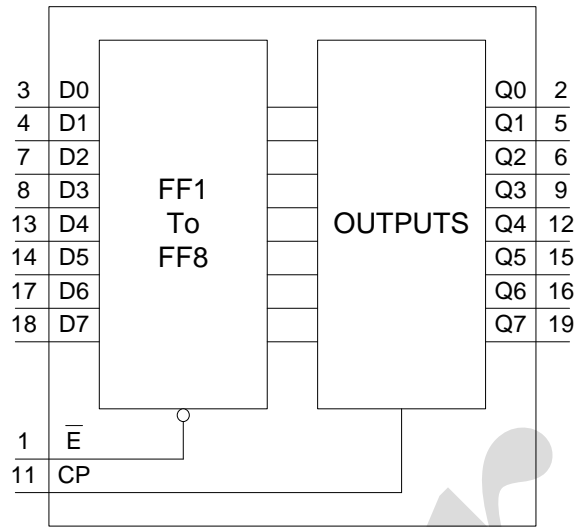 3 D0 Q0 2
4 D1 Q1 5
7 D2 Q2 6
8 D3 Q3 9
13 D4 Q4 12
14 D5 Q5 15
17 D6 Q6 16
18 D7 Q7 19
FF1
To
FF8
OUTPUTS
1 E̅
11 CP